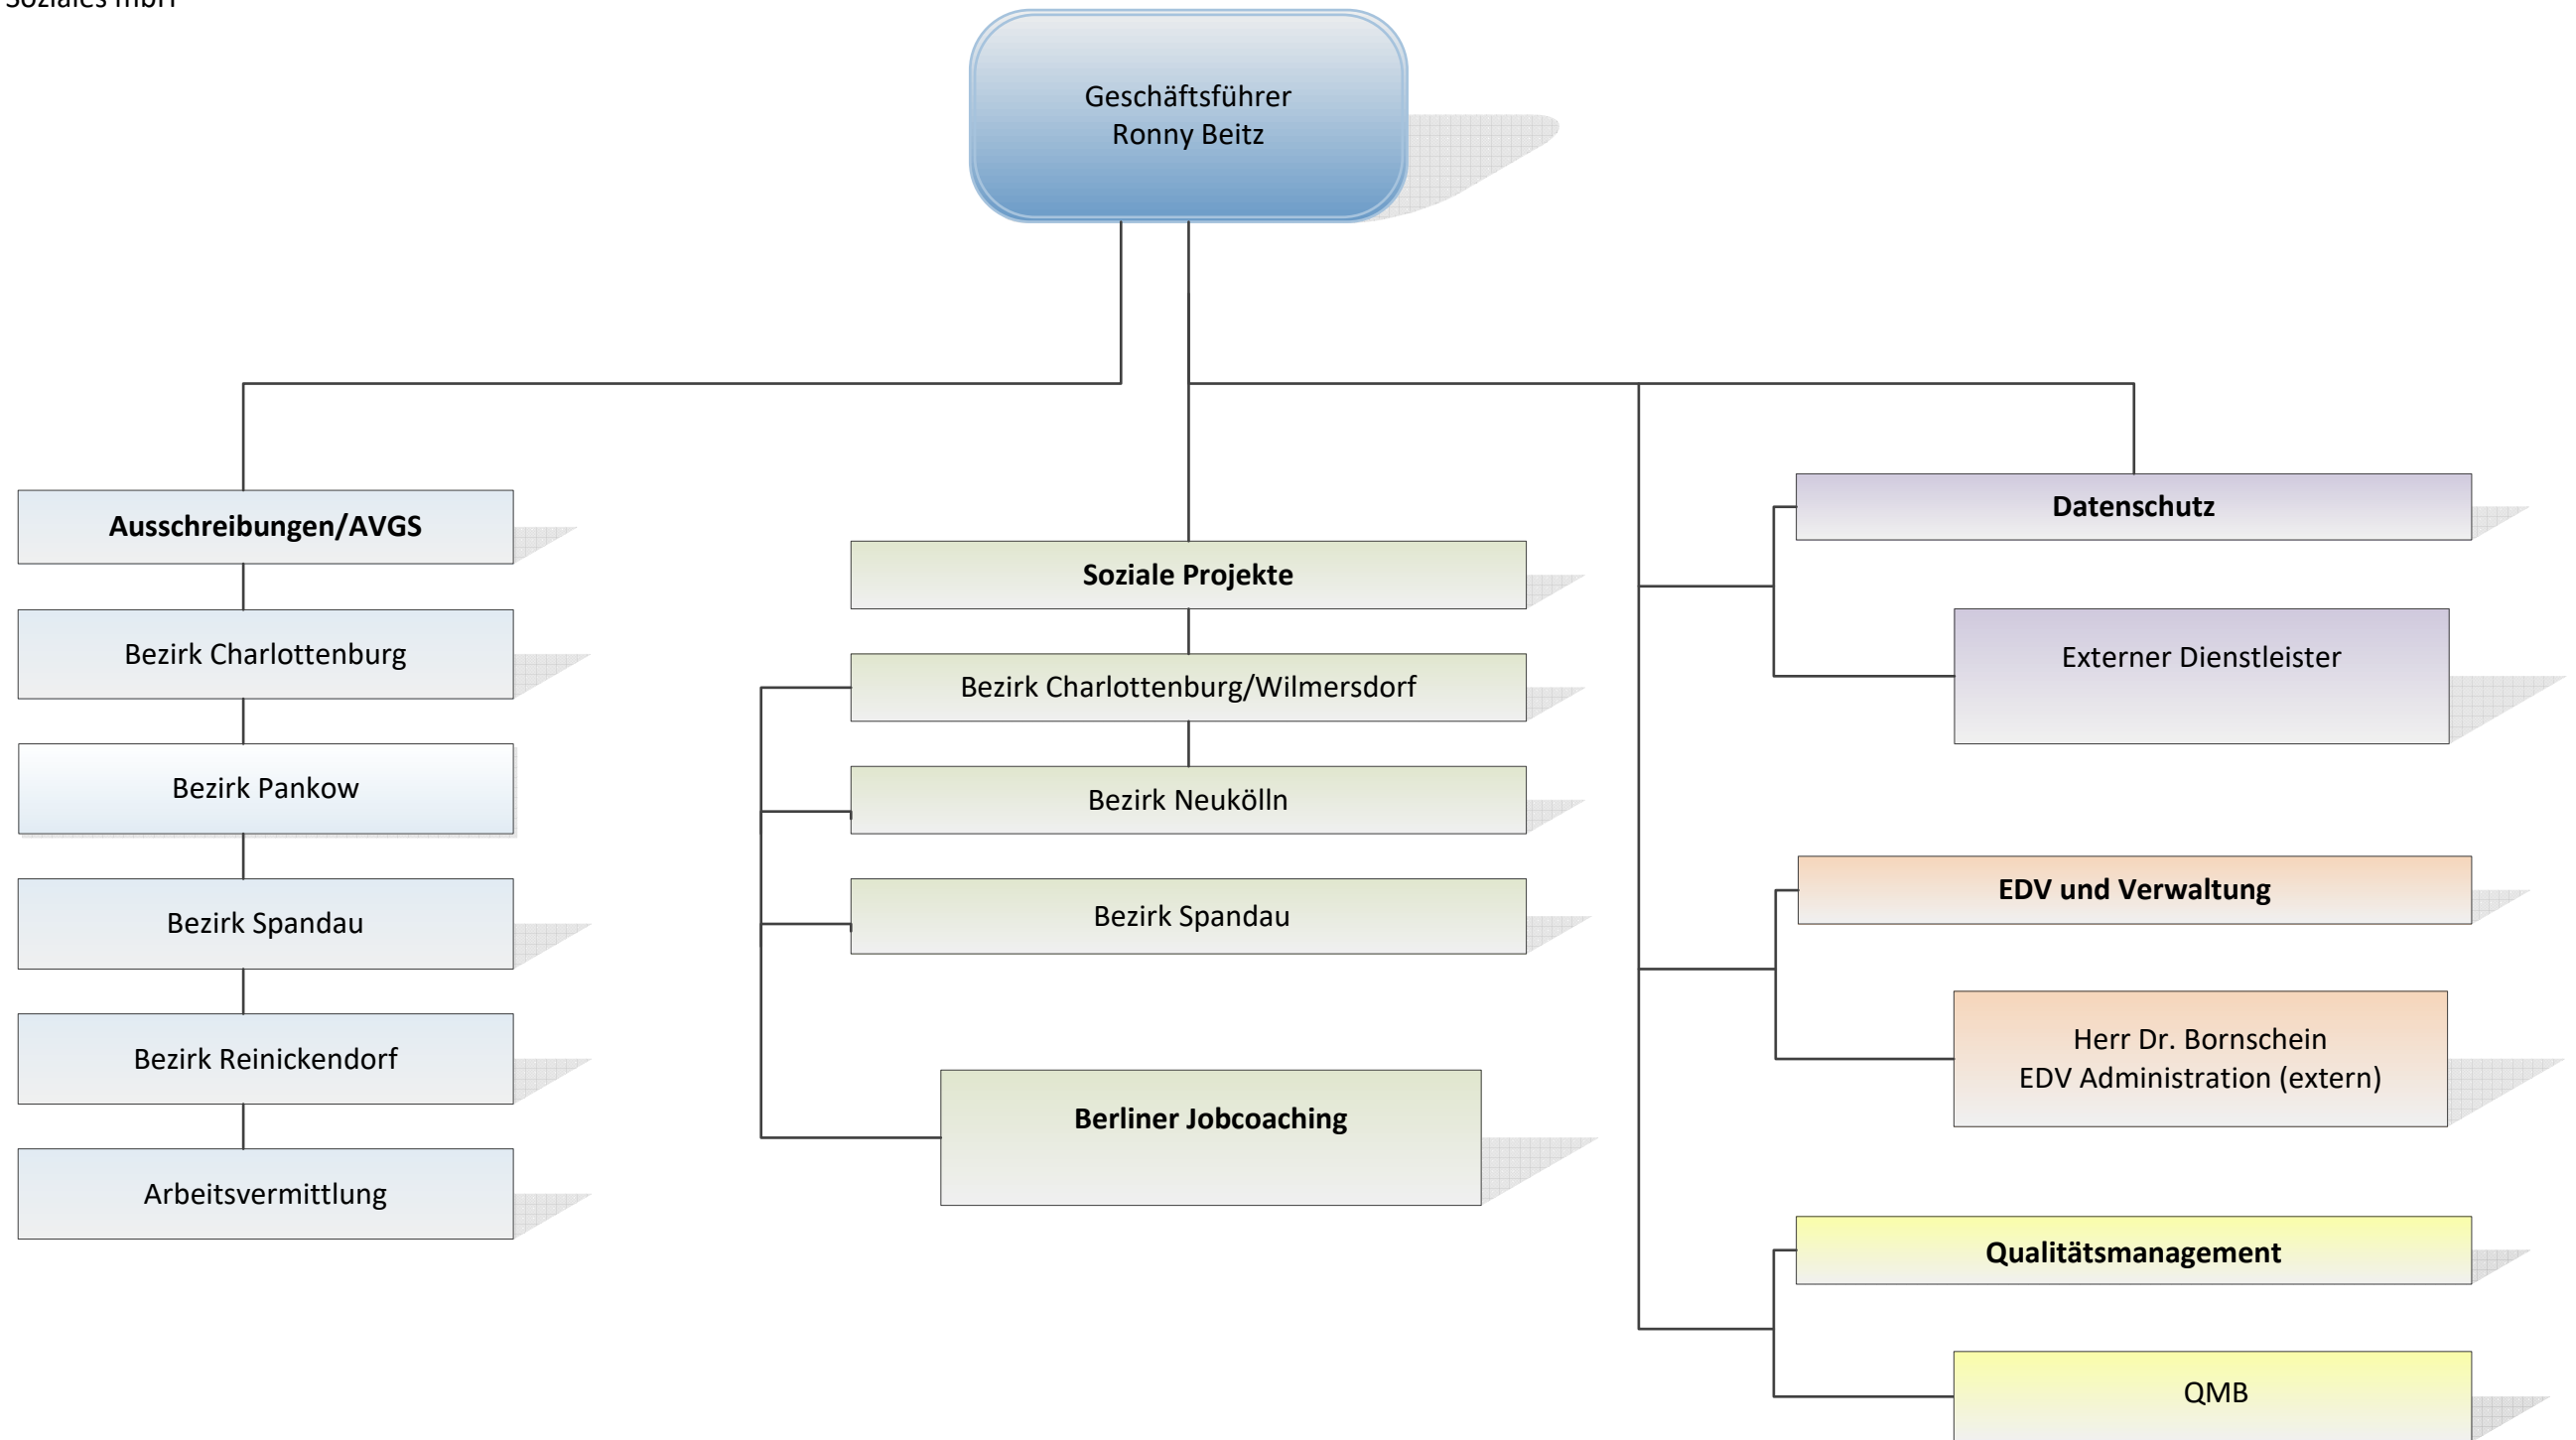 Soziales mbH
Geschäftsführer
Ronny Beitz
Ausschreibungen/AVGS
Bezirk Charlottenburg
Bezirk Pankow
Bezirk Spandau
Bezirk Reinickendorf
Arbeitsvermittlung
Soziale Projekte
Bezirk Charlottenburg/Wilmersdorf
Bezirk Neukölln
Bezirk Spandau
Berliner Jobcoaching
Datenschutz
Externer Dienstleister
EDV und Verwaltung
Herr Dr. Bornschein
EDV Administration (extern)
Qualitätsmanagement
QMB